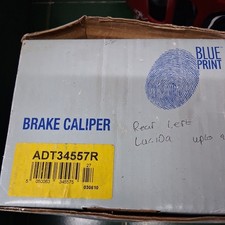 BLUE
PRINT
Rear Left
Lucida
BRAKE CALIPER
ADT34557R